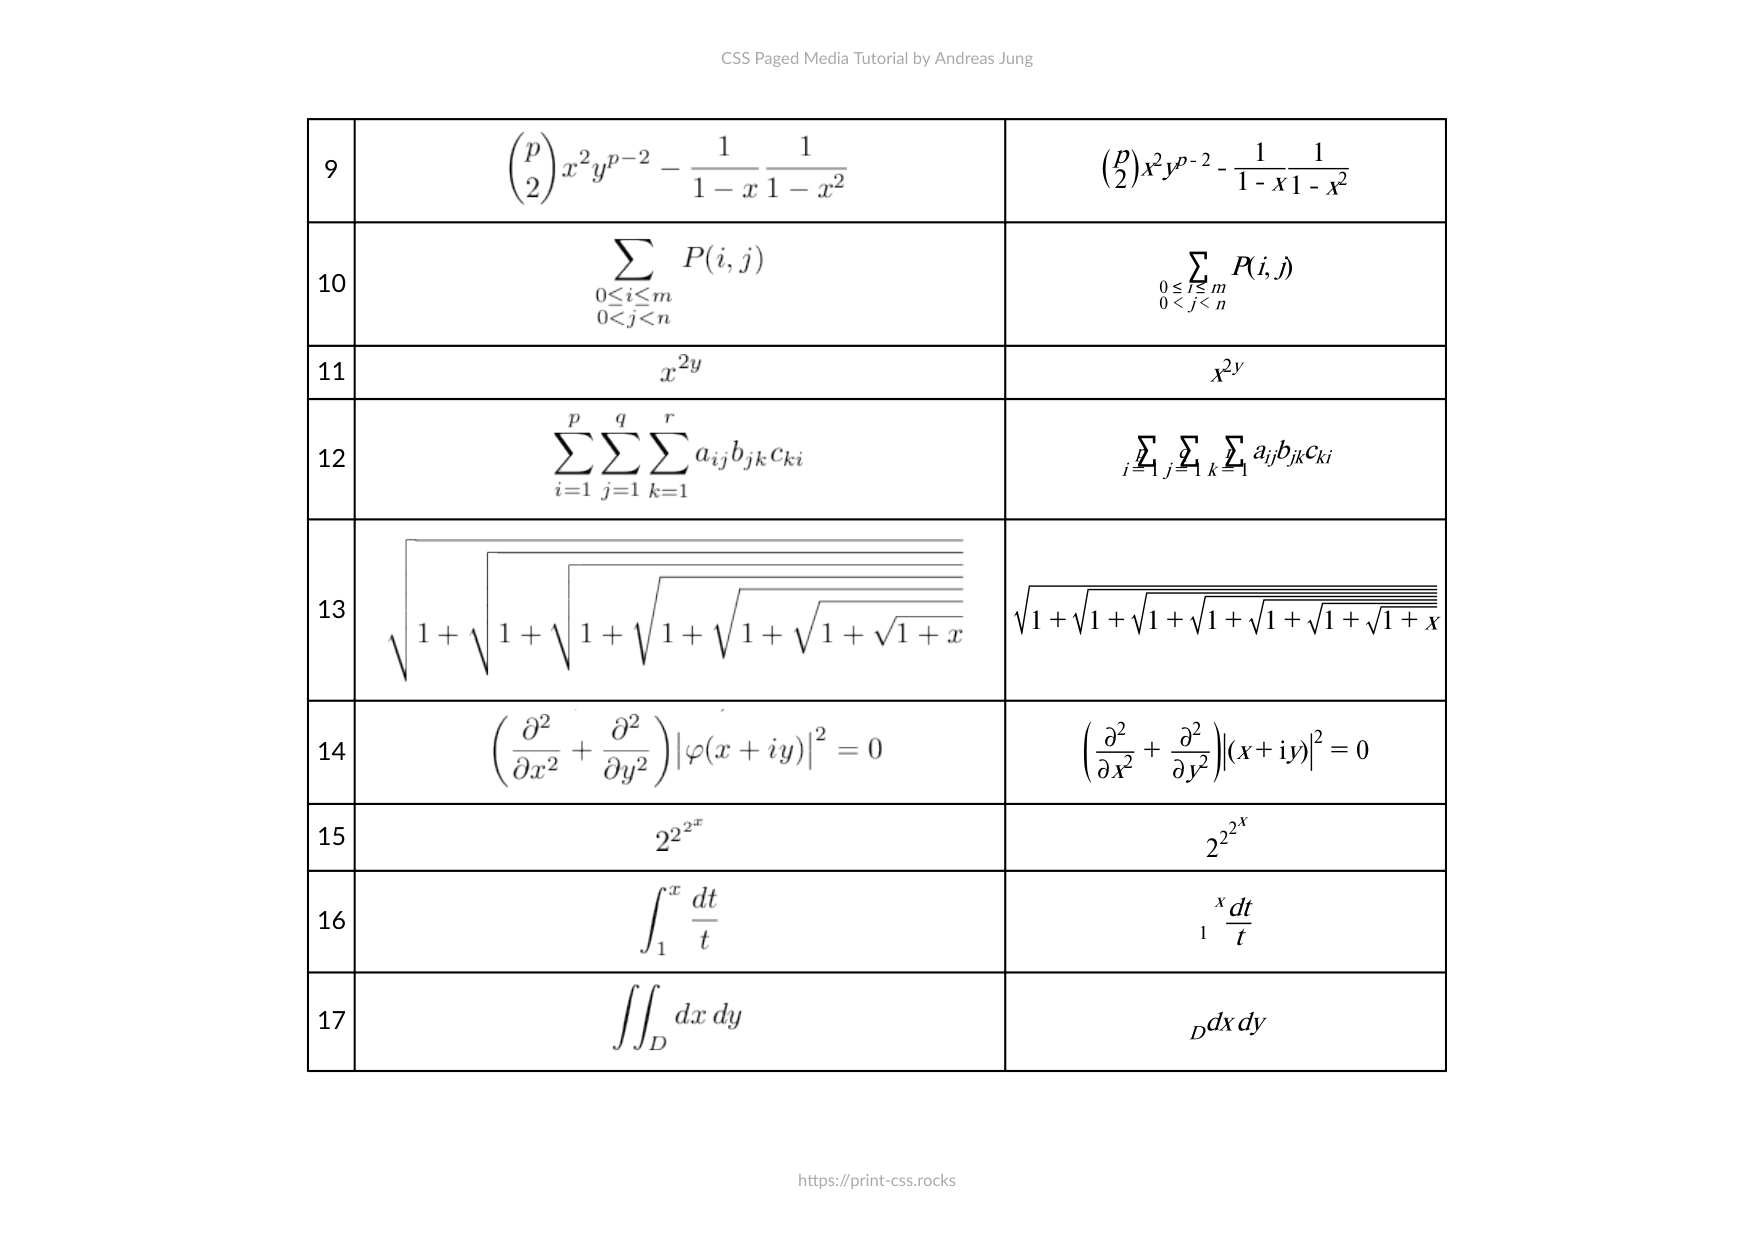 CSS Paged Media Tutorial by Andreas Jung
9 $\binom{p}{2} x^2 y^{p-2} - \frac{1}{1-x} \frac{1}{1-x^2}$ $\binom{p}{2} x^2 y^{p-2} - \frac{1}{1-x} \frac{1}{1-x^2}$
10 $\sum_{\substack{0 \le i \le m \\ 0 < j < n}} P(i, j)$ $\sum_{\substack{0 \le i \le m \\ 0 < j < n}} P(i, j)$
11 $x^{2y}$ $x^{2y}$
12 $\sum_{i=1}^{p} \sum_{j=1}^{q} \sum_{k=1}^{r} a_{ij} b_{jk} c_{ki}$ $\sum_{i=1}^{p} \sum_{j=1}^{q} \sum_{k=1}^{r} a_{ij} b_{jk} c_{ki}$
13 $\sqrt{1+\sqrt{1+\sqrt{1+\sqrt{1+\sqrt{1+\sqrt{1+\sqrt{1+x}}}}}}}$ $\sqrt{1+\sqrt{1+\sqrt{1+\sqrt{1+\sqrt{1+\sqrt{1+\sqrt{1+x}}}}}}}$
14 $\left(\frac{\partial^2}{\partial x^2} + \frac{\partial^2}{\partial y^2}\right) |\varphi(x+iy)|^2 = 0$ $\left(\frac{\partial^2}{\partial x^2} + \frac{\partial^2}{\partial y^2}\right) |(x+\mathrm{i}y)|^2 = 0$
15 $2^{2^{2^x}}$ $2^{2^{2^x}}$
16 $\int_1^x \frac{dt}{t}$ ${}_1^x \frac{dt}{t}$
17 $\iint_D dx\,dy$ ${}_D dx\,dy$
https://print-css.rocks